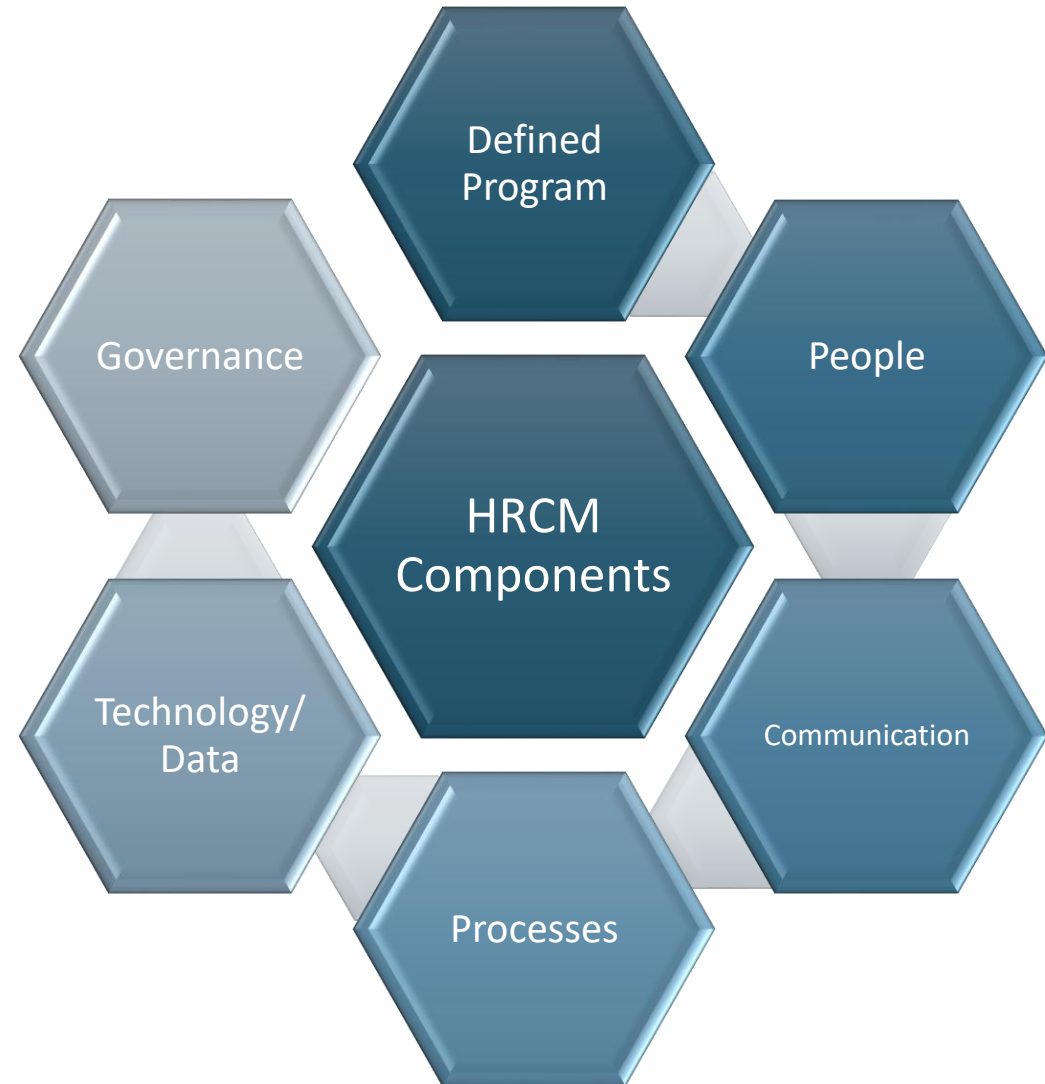 Defined
Program
People
Communication
Processes
Technology/
Data
Governance
HRCM
Components